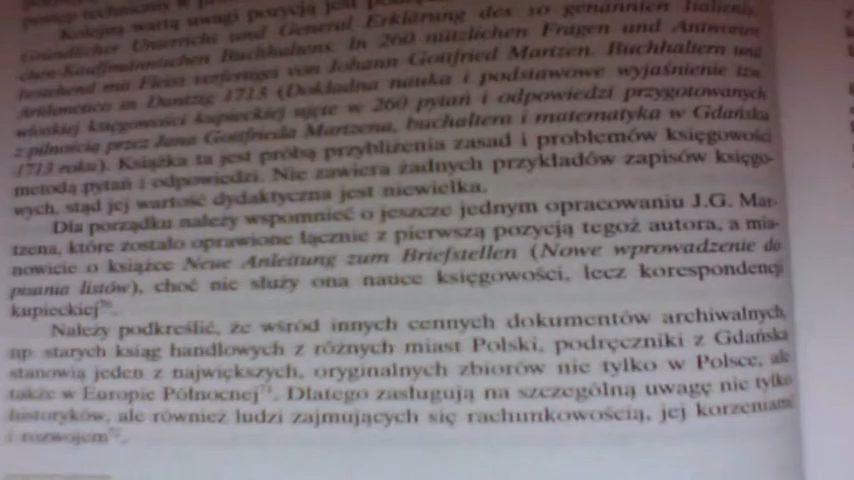 postęp techniczny w
Kolejną wartą uwagi pozycją jest
Gründlicher Unterricht und General Erklärung des so genannten Italieni-
chen-Kauffmännischen Buchhaltens. In 260 nützlichen Fragen und Antworten
bestehend mit Fleiss verfertiget von Johann Gottfried Martzen. Buchhaltern und
Aritmetico in Dantzig 1713 (Dokładna nauka i podstawowe wyjaśnienie tzw.
włoskiej księgowości kupieckiej ujęte w 260 pytań i odpowiedzi przygotowanych
z pilnością przez Jana Gottfrieda Martzena, buchaltera i matematyka w Gdańsku
1713 roku). Książka ta jest próbą przybliżenia zasad i problemów księgowości
metodą pytań i odpowiedzi. Nie zawiera żadnych przykładów zapisów księgo-
wych, stąd jej wartość dydaktyczna jest niewielka.
Dla porządku należy wspomnieć o jeszcze jednym opracowaniu J.G. Mar-
tzena, które zostało oprawione łącznie z pierwszą pozycją tegoż autora, a mia-
nowicie o książce Neue Anleitung zum Briefstellen (Nowe wprowadzenie do
pisania listów), choć nie służy ona nauce księgowości, lecz korespondencji
kupieckiej
Należy podkreślić, że wśród innych cennych dokumentów archiwalnych,
np. starych ksiąg handlowych z różnych miast Polski, podręczniki z Gdańska
stanowią jeden z największych, oryginalnych zbiorów nie tylko w Polsce, ale
także w Europie Północnej. Dlatego zasługują na szczególną uwagę nie tylko
historyków, ale również ludzi zajmujących się rachunkowością, jej korzeniami
i rozwojem